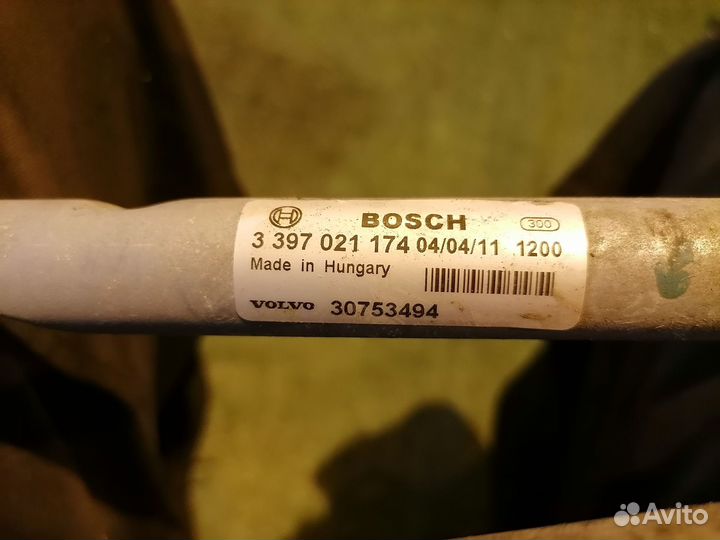 BOSCH 300
3 397 021 174 04/04/11 1200
Made in Hungary
VOLVO 30753494
Avito